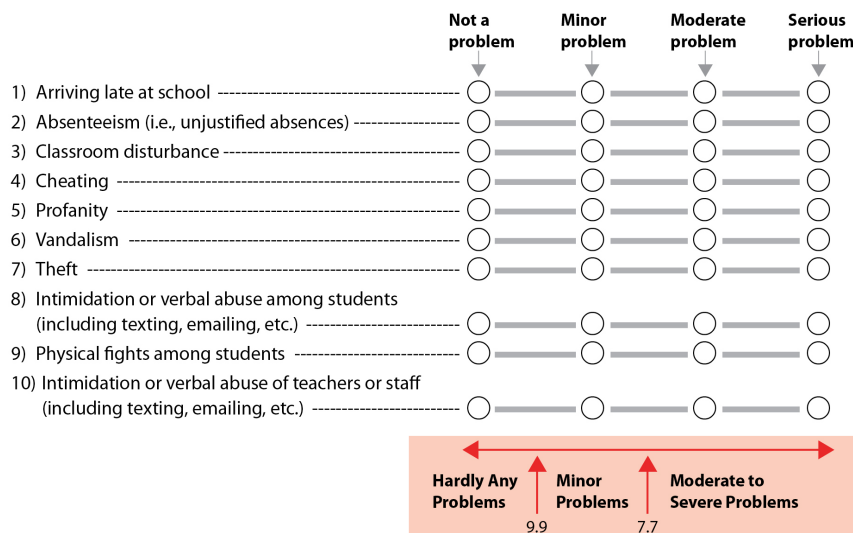 Not a problem
Minor problem
Moderate problem
Serious problem
1) Arriving late at school
2) Absenteeism (i.e., unjustified absences)
3) Classroom disturbance
4) Cheating
5) Profanity
6) Vandalism
7) Theft
8) Intimidation or verbal abuse among students
(including texting, emailing, etc.)
9) Physical fights among students
10) Intimidation or verbal abuse of teachers or staff
(including texting, emailing, etc.)
Hardly Any
Problems
Minor
Problems
Moderate to
Severe Problems
9.9
7.7